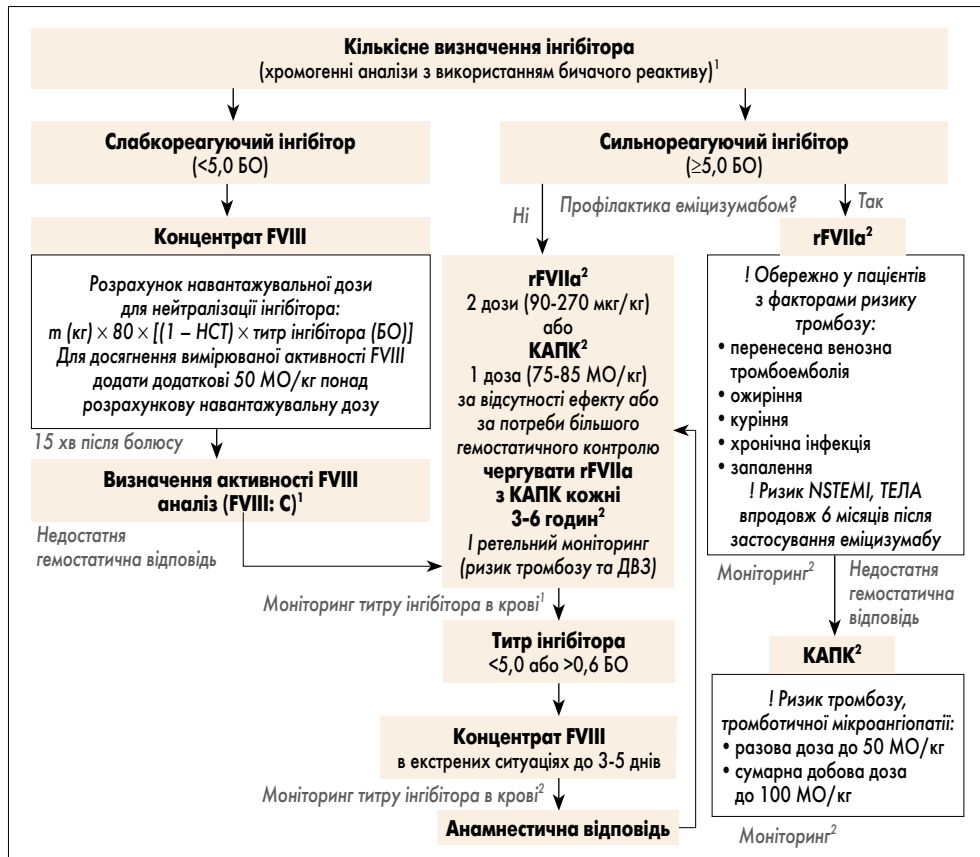 Кількісне визначення інгібітора
(хромогенні аналізи з використанням бичачого реактиву)¹
Слабкореагуючий інгібітор
(<5,0 БО)
Сильнореагуючий інгібітор
(≥5,0 БО)
Ні
Профілактика еміцизумабом?
Так
Концентрат FVIII
Розрахунок навантажувальної дози
для нейтралізації інгібітора:
m (кг) × 80 × [(1 – НСТ) × титр інгібітора (БО)]
Для досягнення вимірюваної активності FVIII
додати додаткові 50 МО/кг понад
розрахункову навантажувальну дозу
15 хв після болюсу
Визначення активності FVIII
аналіз (FVIII: C)¹
Недостатня
гемостатична відповідь
rFVIIa²
2 дози (90-270 мкг/кг)
або
КАПК²
1 доза (75-85 МО/кг)
за відсутності ефекту або
за потреби більшого
гемостатичного контролю
чергувати rFVIIa
з КАПК кожні
3-6 годин²
І ретельний моніторинг
(ризик тромбозу та ДВЗ)
Моніторинг титру інгібітора в крові¹
Титр інгібітора
<5,0 або >0,6 БО
Концентрат FVIII
в екстрених ситуаціях до 3-5 днів
Моніторинг титру інгібітора в крові²
Анамнестична відповідь
rFVIIa²
! Обережно у пацієнтів
з факторами ризику
тромбозу:
• перенесена венозна
тромбоемболія
• ожиріння
• куріння
• хронічна інфекція
• запалення
! Ризик NSTEMI, ТЕЛА
впродовж 6 місяців після
застосування еміцизумабу
Моніторинг²
Недостатня
гемостатична
відповідь
КАПК²
! Ризик тромбозу,
тромботичної мікроангіопатії:
• разова доза до 50 МО/кг
• сумарна добова доза
до 100 МО/кг
Моніторинг²